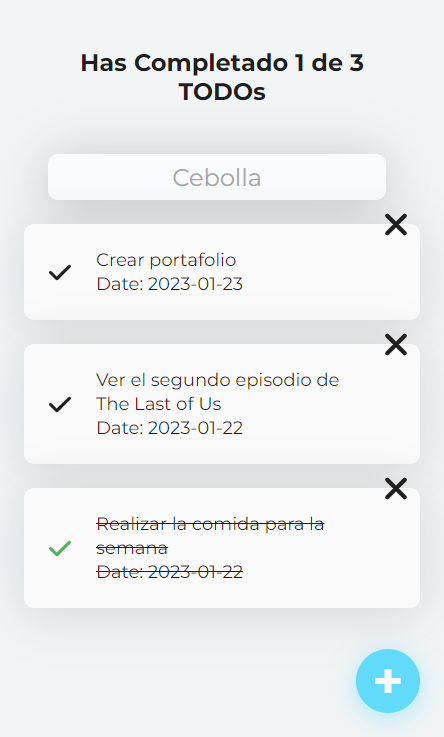 Has Completado 1 de 3
TODOs
Cebolla
Crear portafolio
Date: 2023-01-23
Ver el segundo episodio de
The Last of Us
Date: 2023-01-22
Realizar la comida para la
semana
Date: 2023-01-22